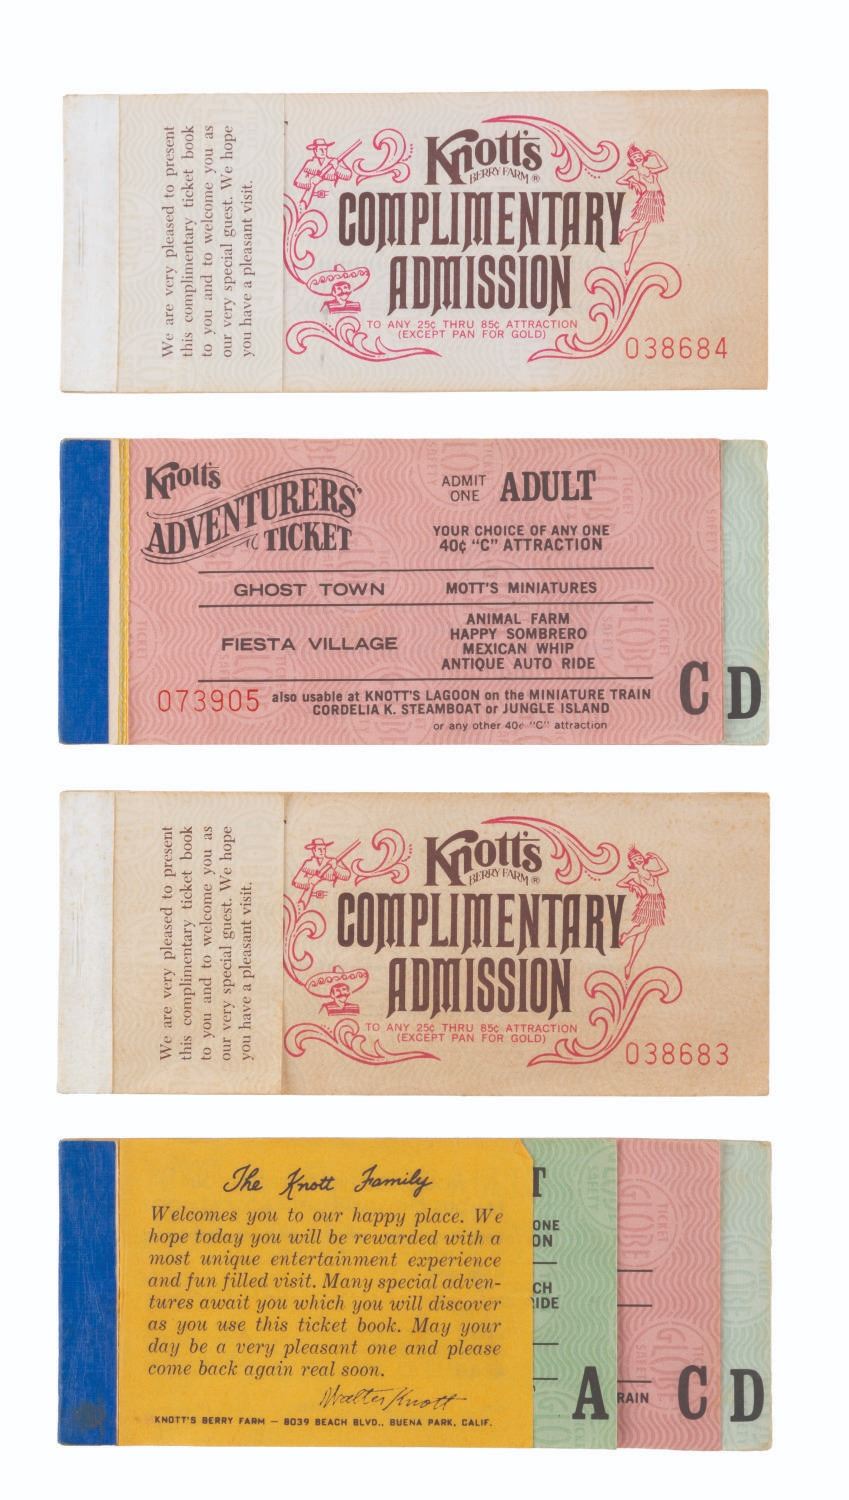 We are very pleased to present
this complimentary ticket book
to you and to welcome you as
our very special guest. We hope
you have a pleasant visit.
Knott's
BERRY FARM ®
COMPLIMENTARY
ADMISSION
TO ANY 25¢ THRU 85¢ ATTRACTION
(EXCEPT PAN FOR GOLD)
038684
Knott's
ADVENTURERS'
TICKET
ADMIT
ONE
ADULT
YOUR CHOICE OF ANY ONE
40¢ "C" ATTRACTION
GHOST TOWN
MOTT'S MINIATURES
FIESTA VILLAGE
ANIMAL FARM
HAPPY SOMBRERO
MEXICAN WHIP
ANTIQUE AUTO RIDE
073905
also usable at KNOTT'S LAGOON on the MINIATURE TRAIN
CORDELIA K. STEAMBOAT or JUNGLE ISLAND
or any other 40¢ "C" attraction
C
D
We are very pleased to present
this complimentary ticket book
to you and to welcome you as
our very special guest. We hope
you have a pleasant visit.
Knott's
BERRY FARM ®
COMPLIMENTARY
ADMISSION
TO ANY 25¢ THRU 85¢ ATTRACTION
(EXCEPT PAN FOR GOLD)
038683
The Knott Family
Welcomes you to our happy place. We
hope today you will be rewarded with a
most unique entertainment experience
and fun filled visit. Many special adven-
tures await you which you will discover
as you use this ticket book. May your
day be a very pleasant one and please
come back again real soon.
Walter Knott
KNOTT'S BERRY FARM — 8039 BEACH BLVD., BUENA PARK, CALIF.
T
ONE
ON
CH
IDE
A
RAIN
C
D